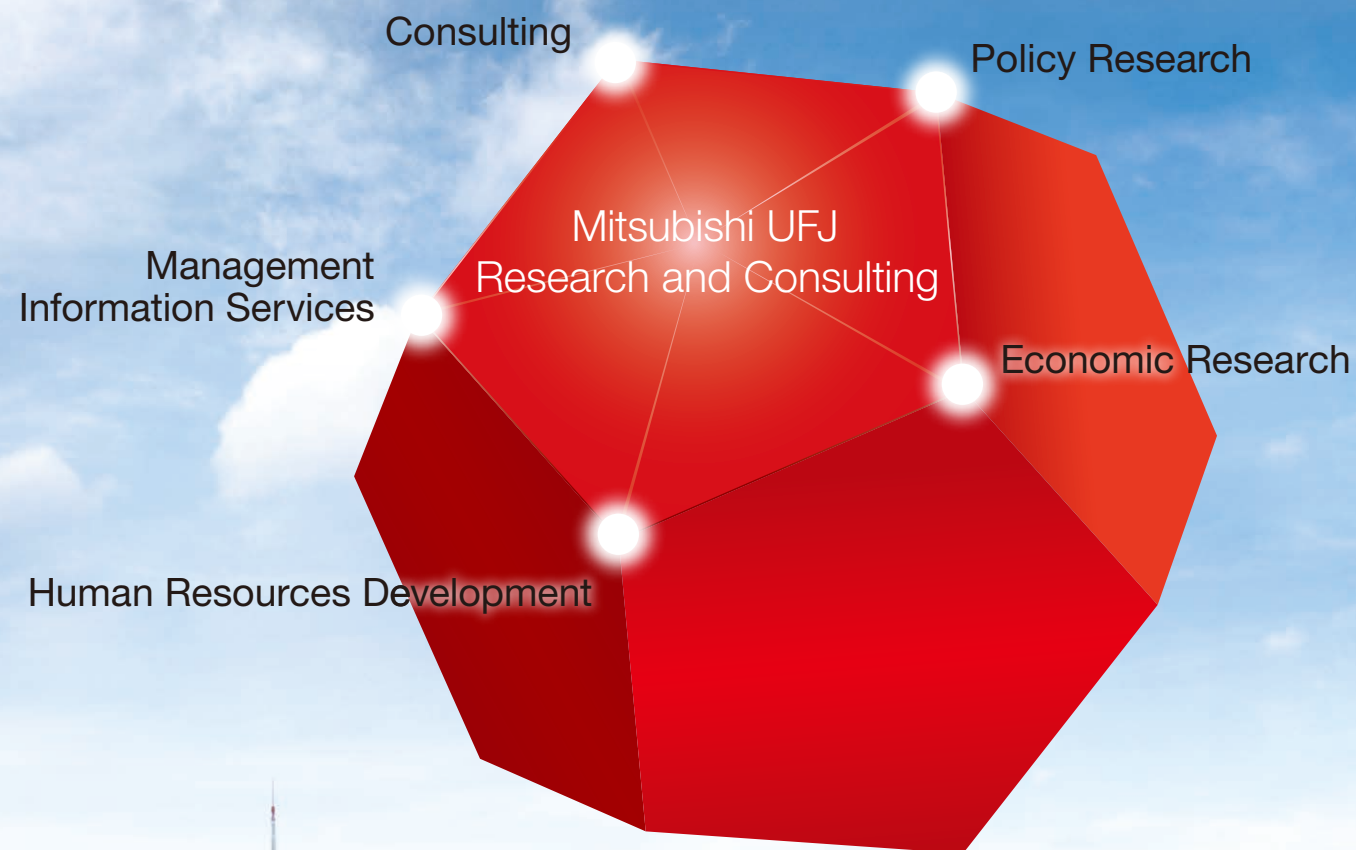 Consulting
Policy Research
Mitsubishi UFJ
Research and Consulting
Management
Information Services
Economic Research
Human Resources Development